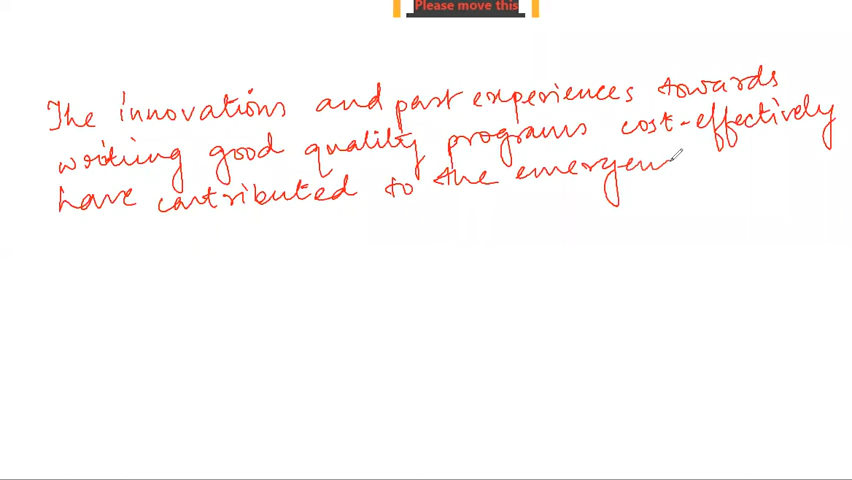 Please move this
The innovations and past experiences towards
writing good quality programs cost-effectively
have contributed to the emergen